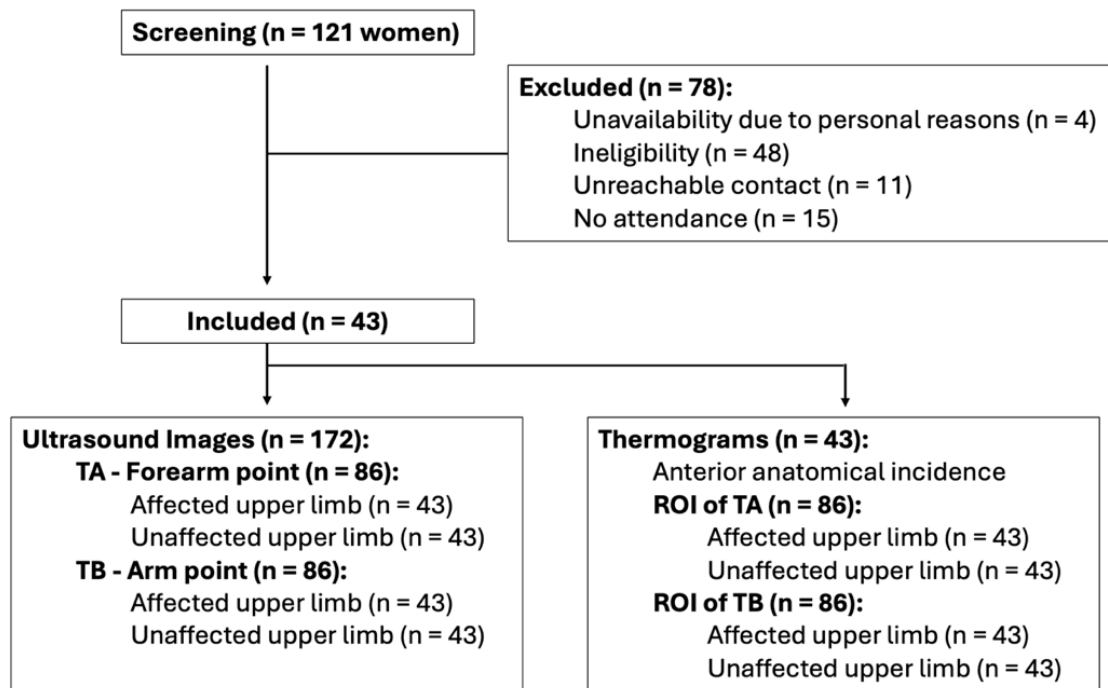 Screening (n = 121 women)
Excluded (n = 78):
Unavailability due to personal reasons (n = 4)
Ineligibility (n = 48)
Unreachable contact (n = 11)
No attendance (n = 15)
Included (n = 43)
Ultrasound Images (n = 172):
TA - Forearm point (n = 86):
Affected upper limb (n = 43)
Unaffected upper limb (n = 43)
TB - Arm point (n = 86):
Affected upper limb (n = 43)
Unaffected upper limb (n = 43)
Thermograms (n = 43):
Anterior anatomical incidence
ROI of TA (n = 86):
Affected upper limb (n = 43)
Unaffected upper limb (n = 43)
ROI of TB (n = 86):
Affected upper limb (n = 43)
Unaffected upper limb (n = 43)